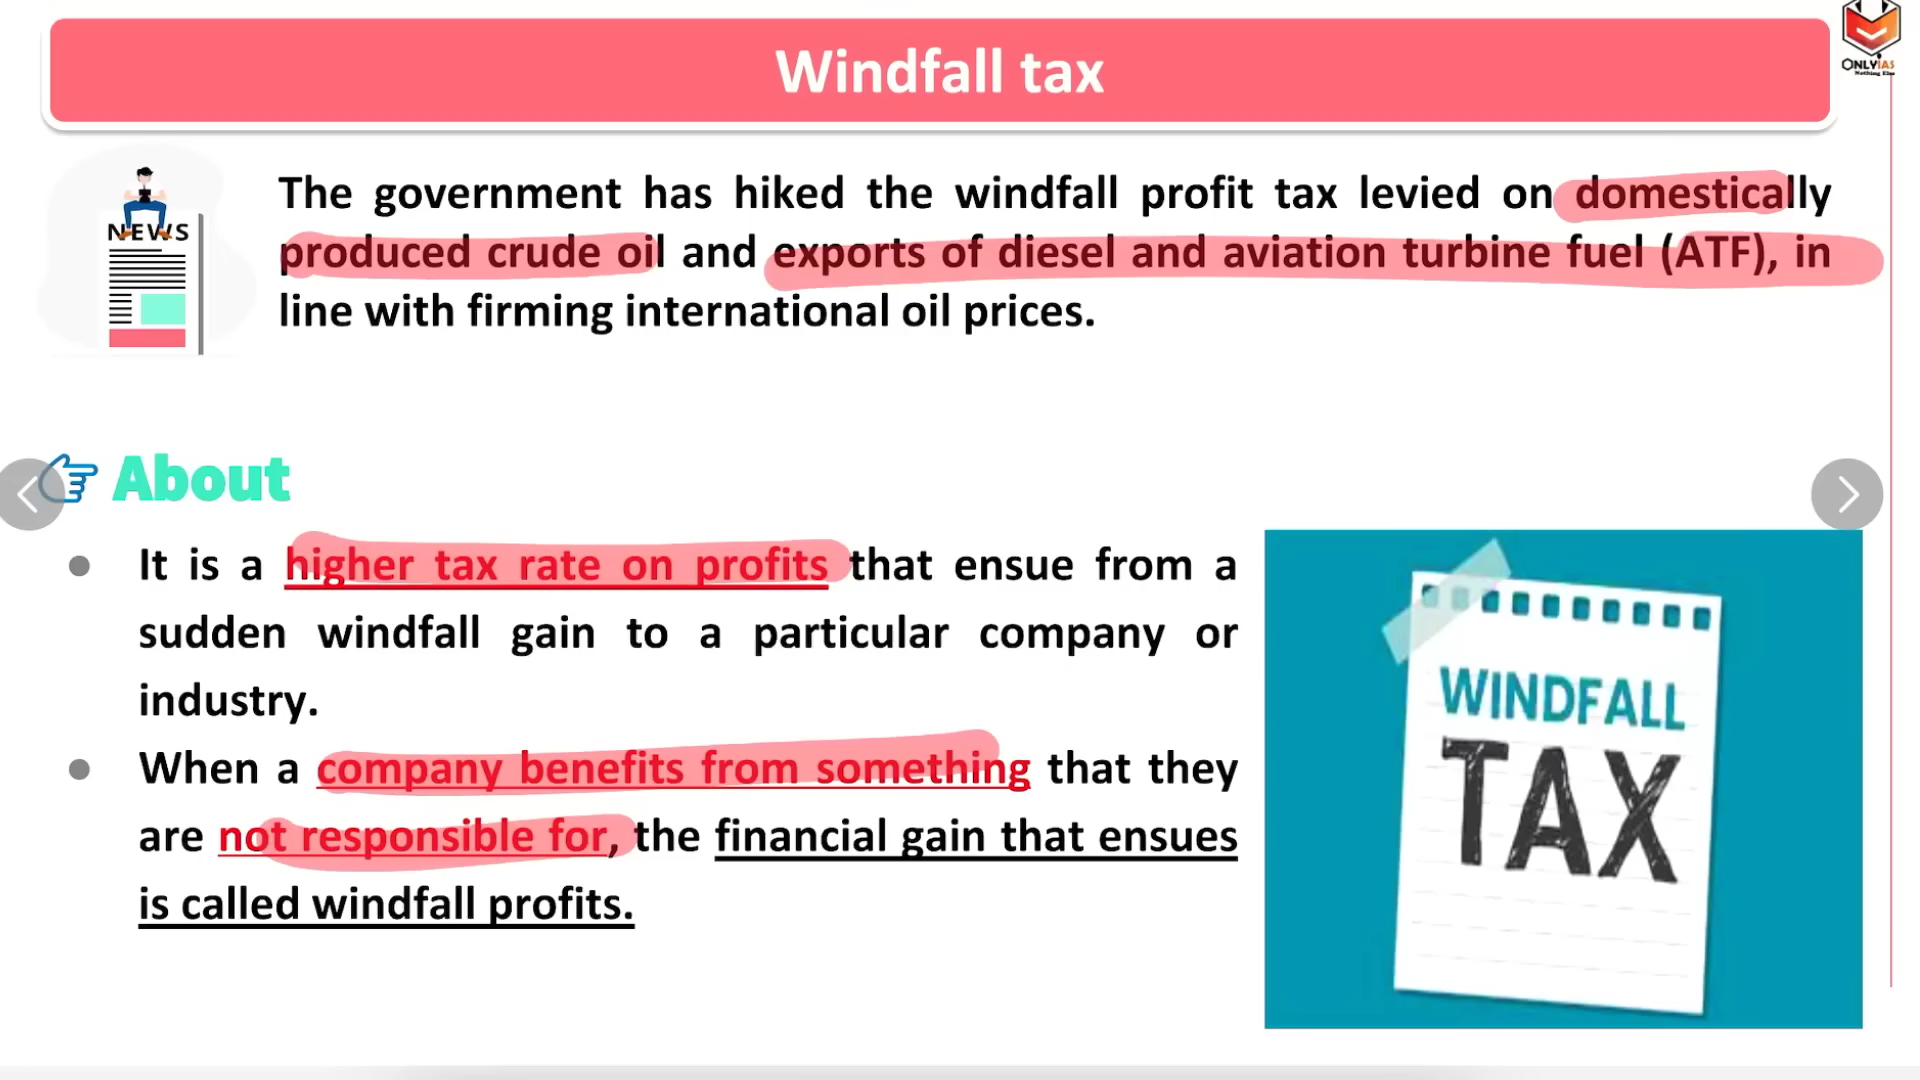 Windfall tax
ONLYIAS
Nothing Else
NEWS
The government has hiked the windfall profit tax levied on domestically
produced crude oil and exports of diesel and aviation turbine fuel (ATF), in
line with firming international oil prices.
About
It is a higher tax rate on profits that ensue from a
sudden windfall gain to a particular company or
industry.
When a company benefits from something that they
are not responsible for, the financial gain that ensues
is called windfall profits.
WINDFALL
TAX